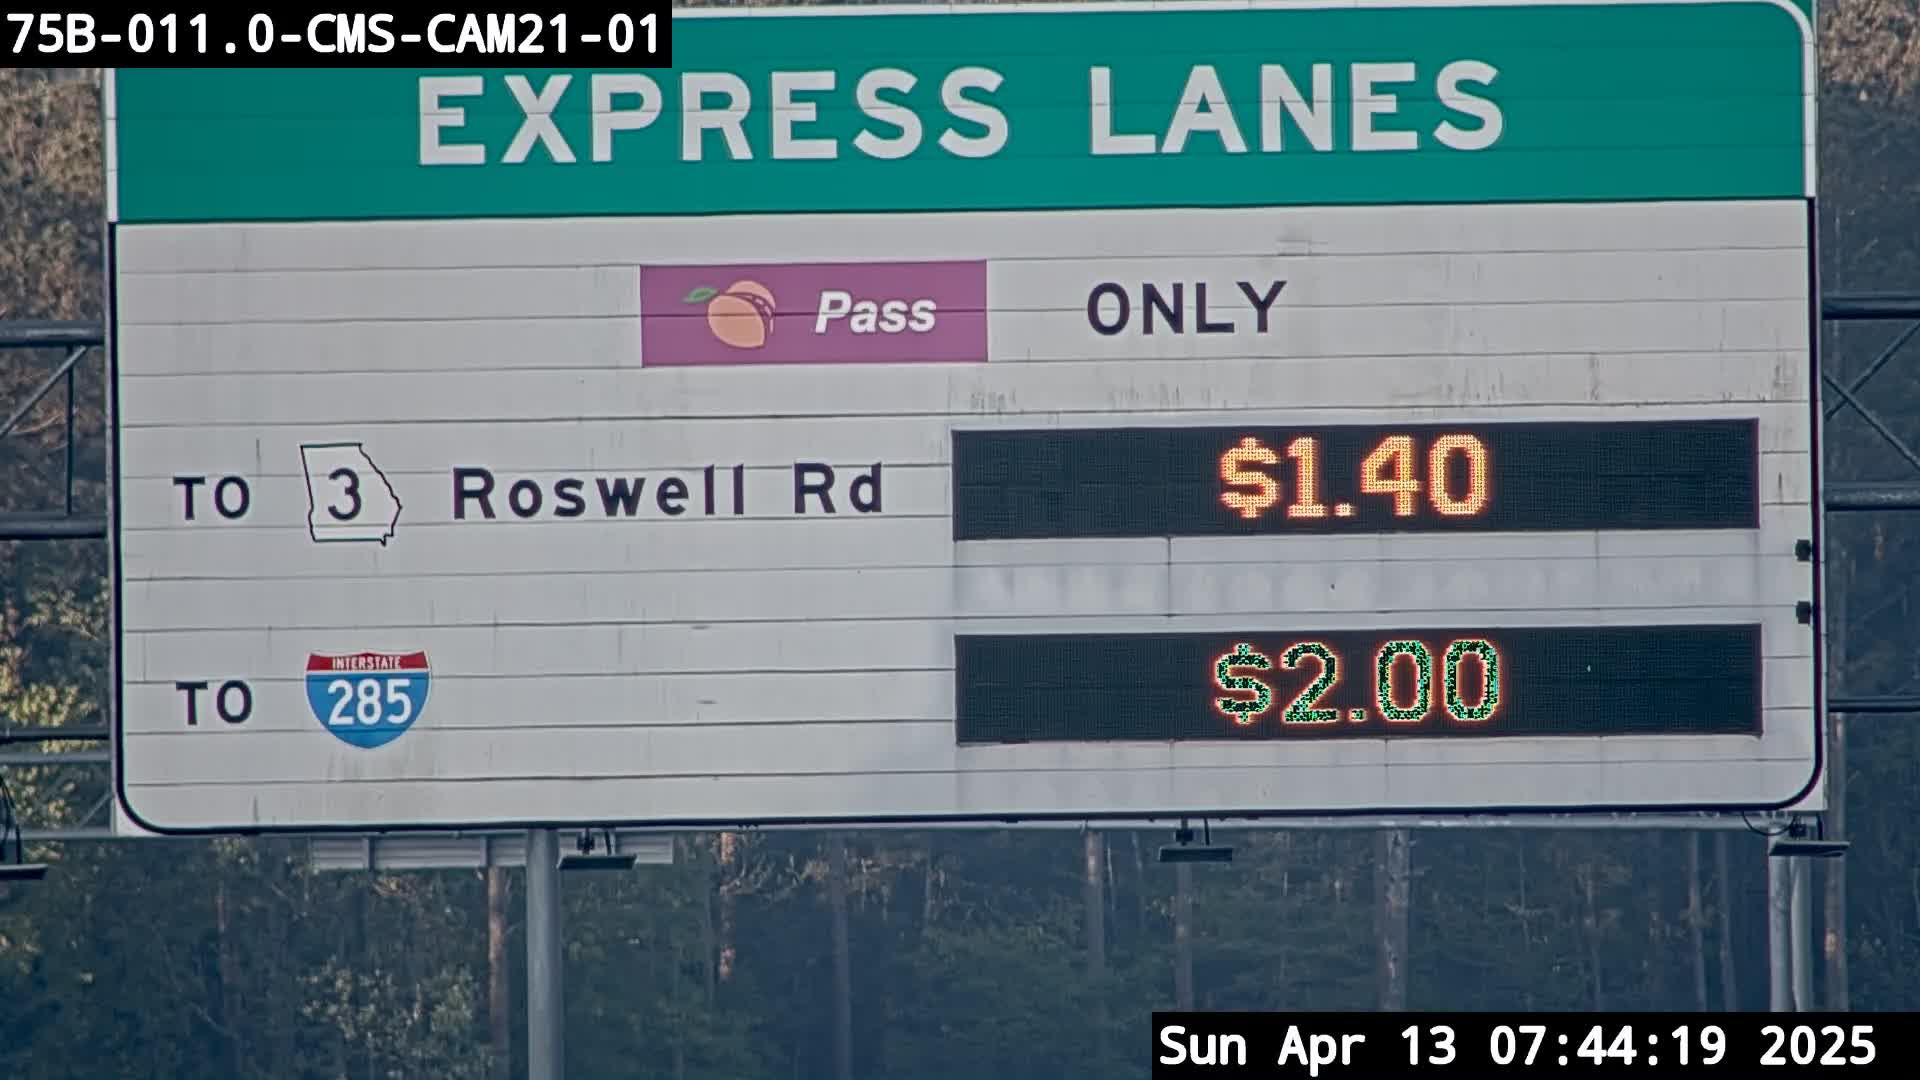 75B-011.0-CMS-CAM21-01
EXPRESS LANES
Pass ONLY
TO 3 Roswell Rd $1.40
INTERSTATE
TO 285 $2.00
Sun Apr 13 07:44:19 2025